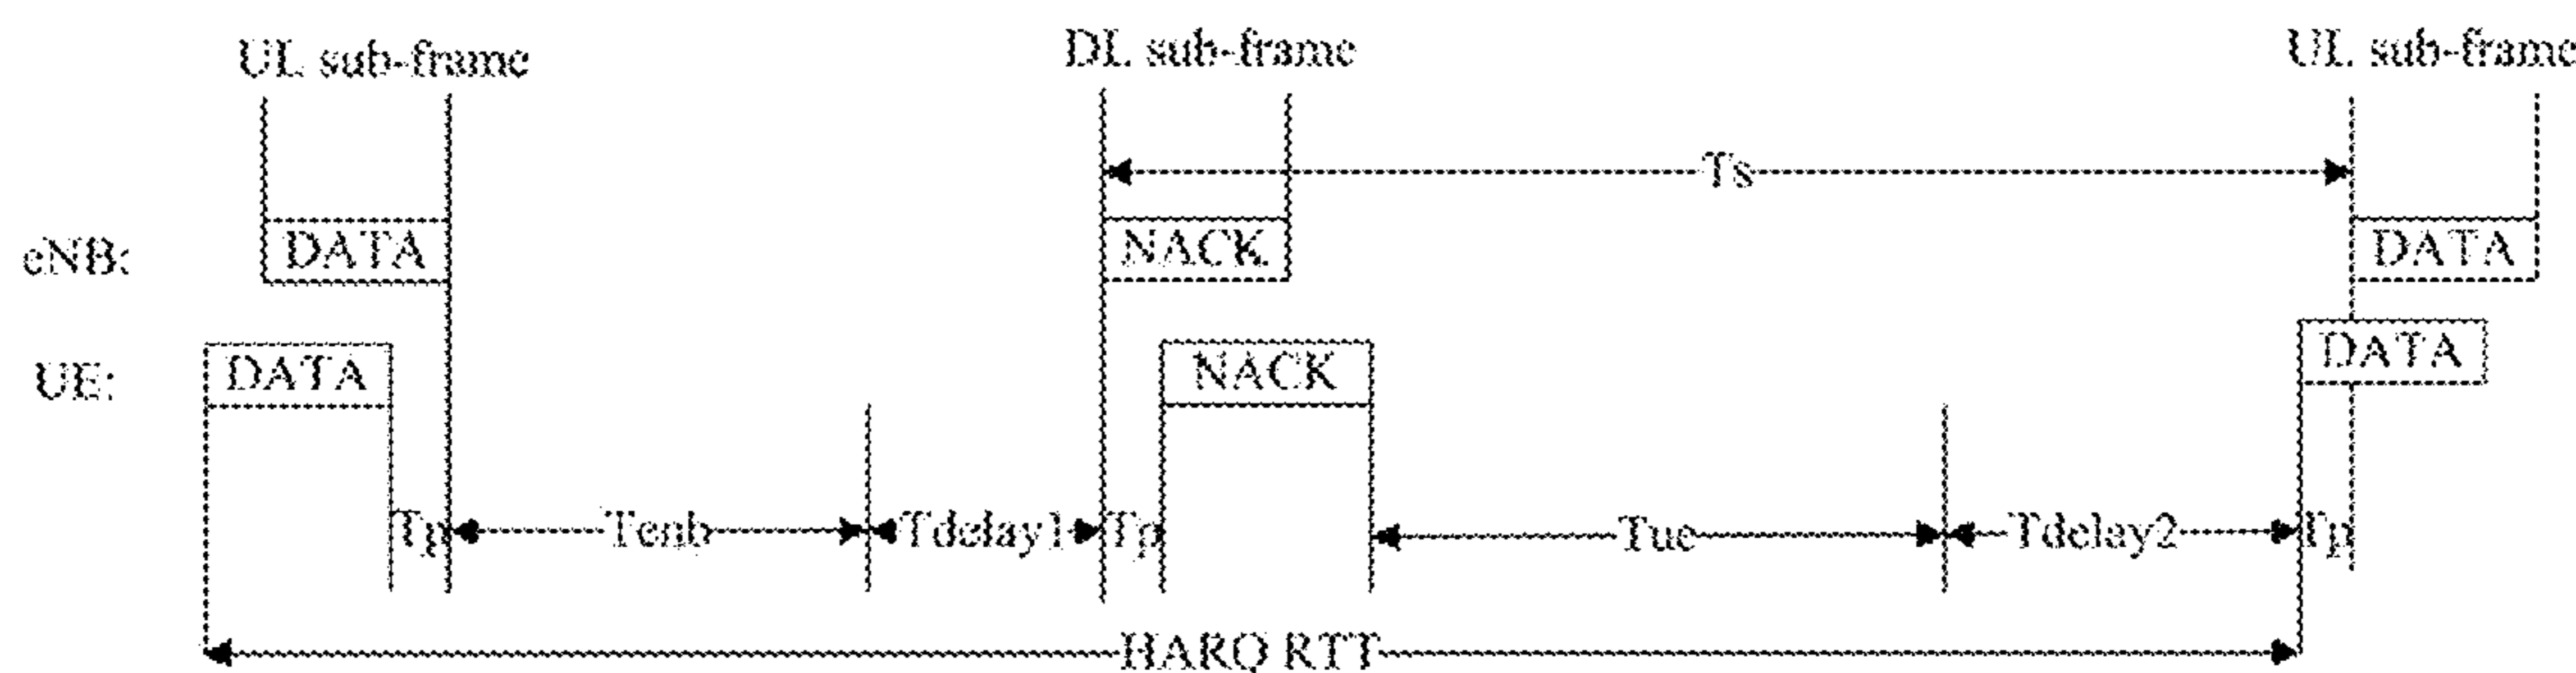 UL sub-frame DL sub-frame UL sub-frame
Ts
eNB: DATA NACK DATA
UE: DATA NACK DATA
Tp Tenb Tdelay1 Tp Tue Tdelay2 Tp
HARQ RTT